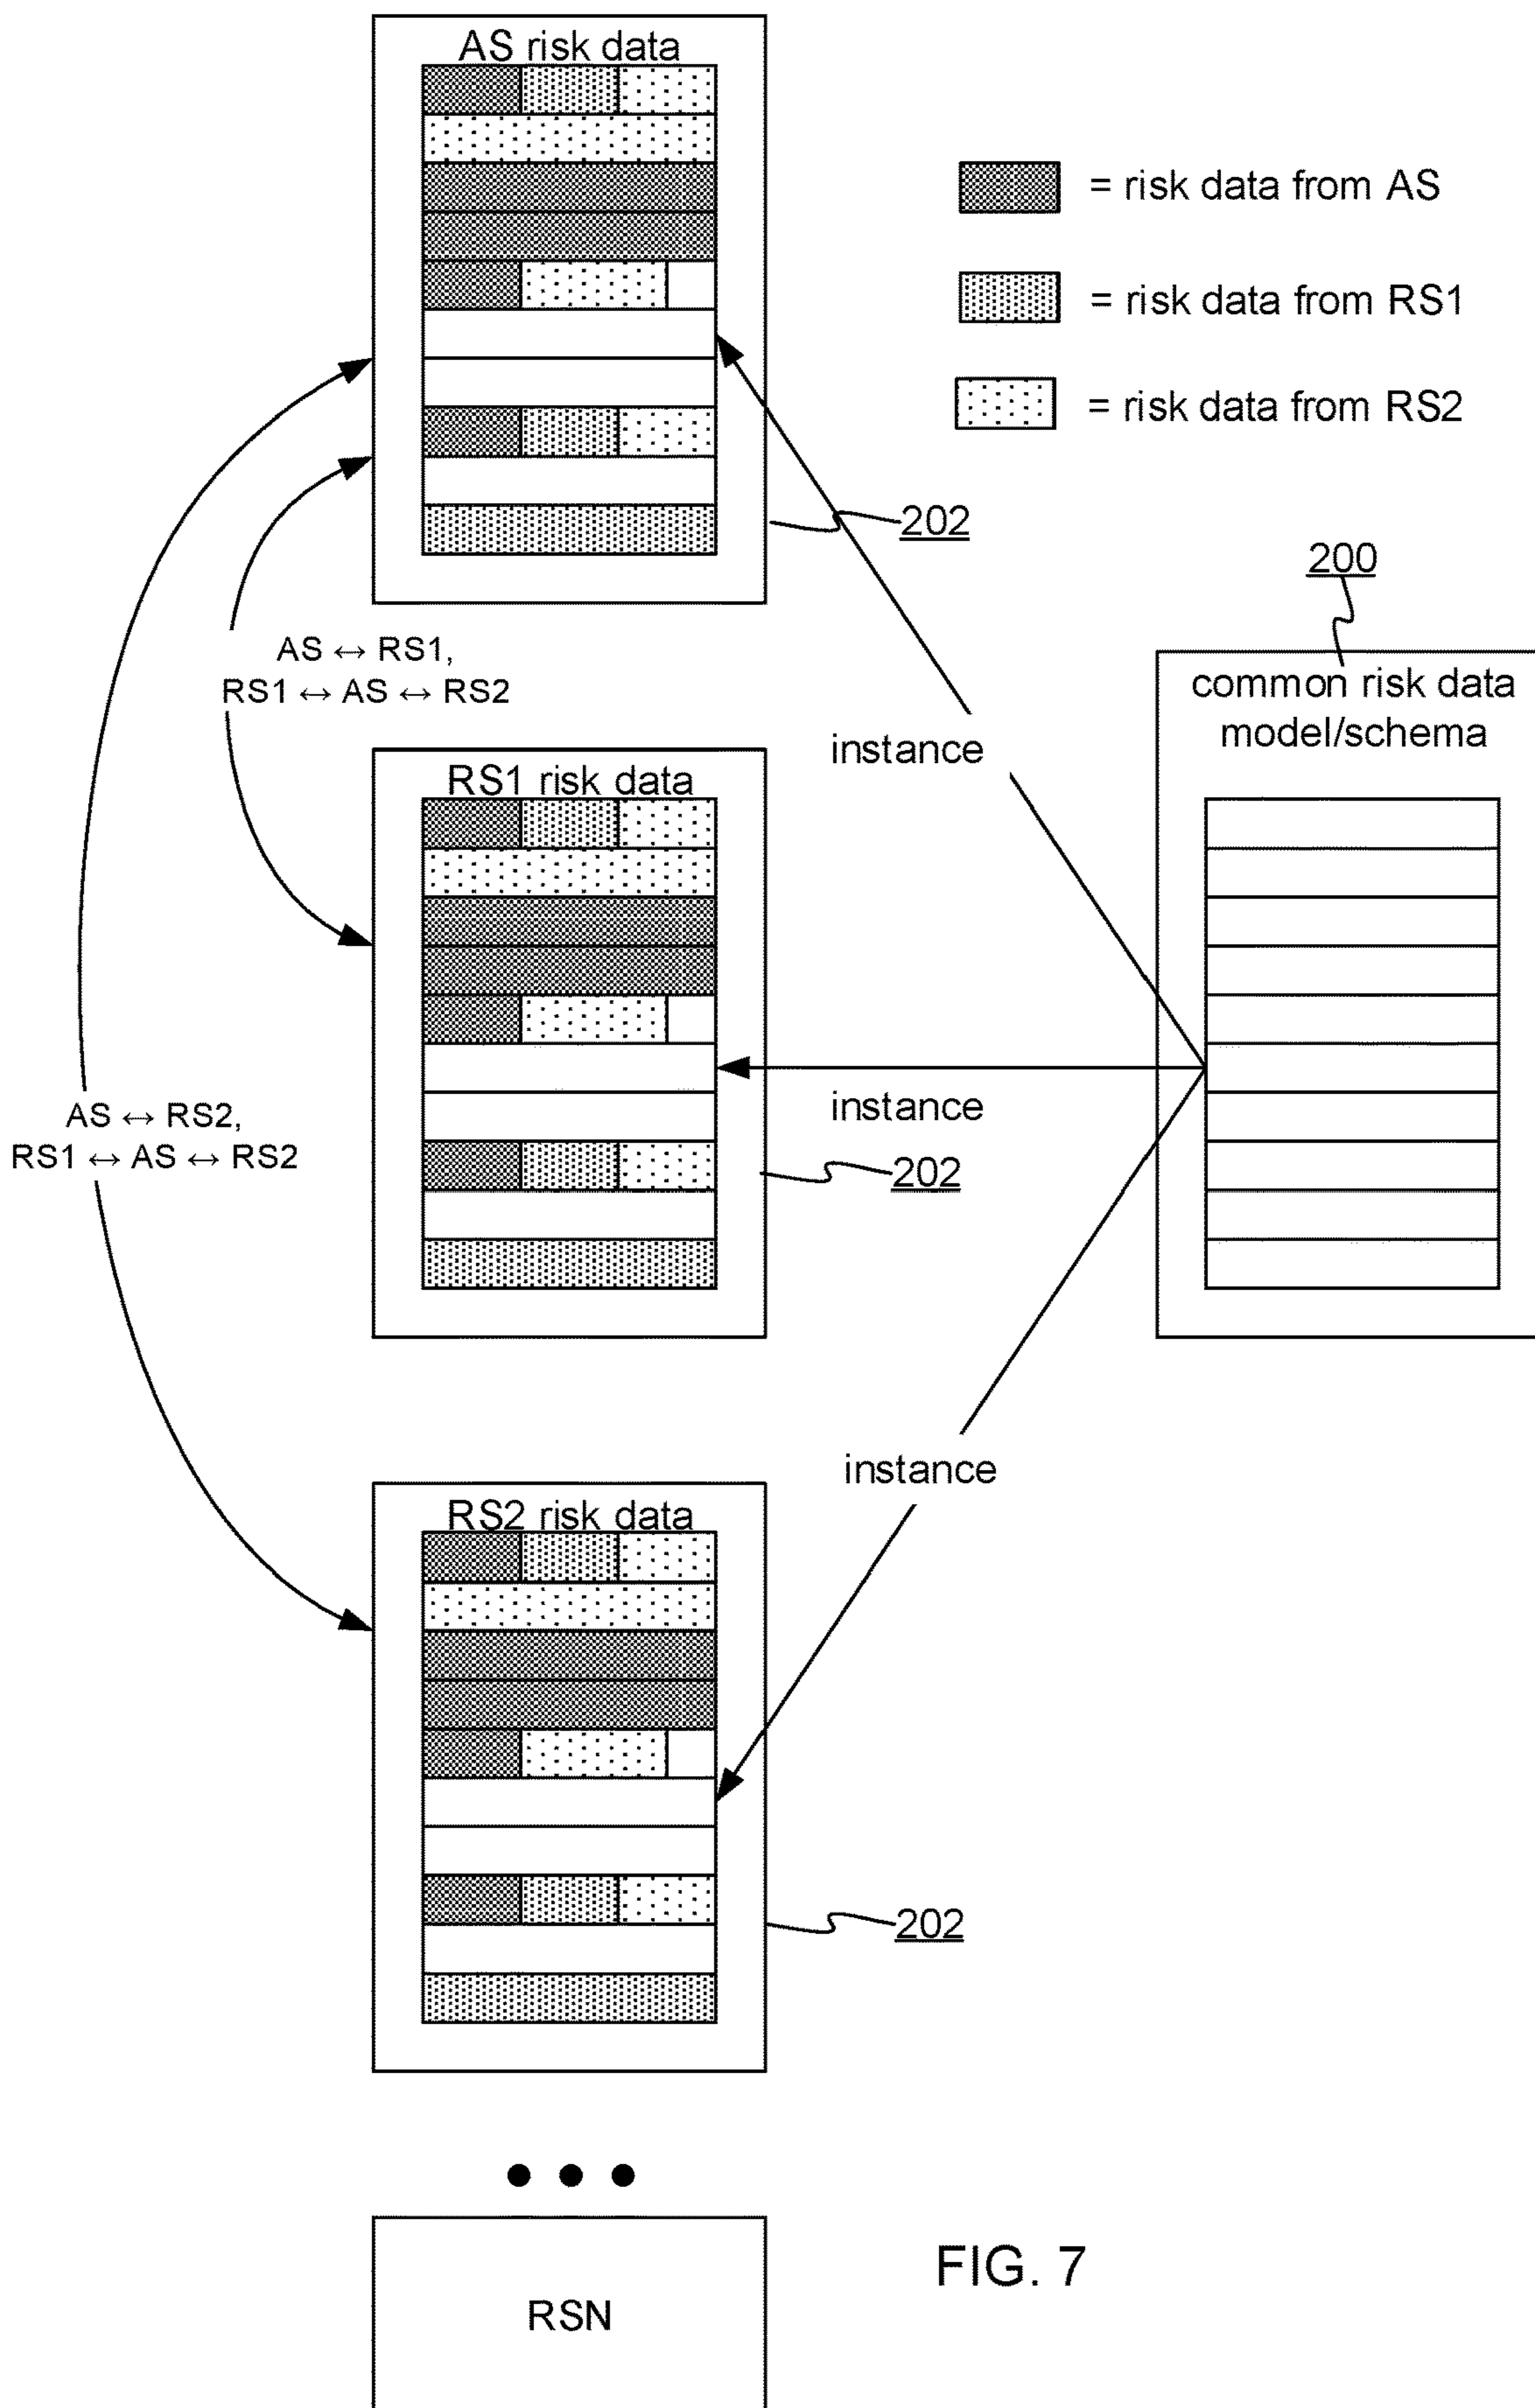 AS risk data
= risk data from AS
= risk data from RS1
= risk data from RS2
202
200
common risk data
model/schema
AS ↔ RS1,
RS1 ↔ AS ↔ RS2
instance
RS1 risk data
instance
AS ↔ RS2,
RS1 ↔ AS ↔ RS2
202
instance
RS2 risk data
202
FIG. 7
RSN